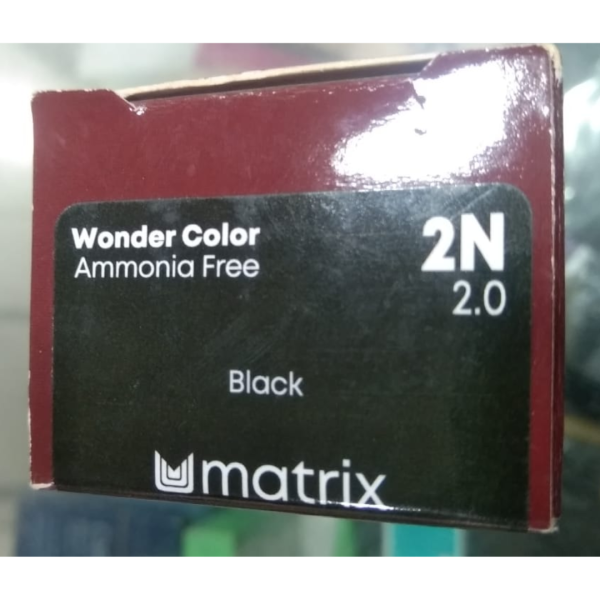 Wonder Color
Ammonia Free
2N
2.0
Black
matrix